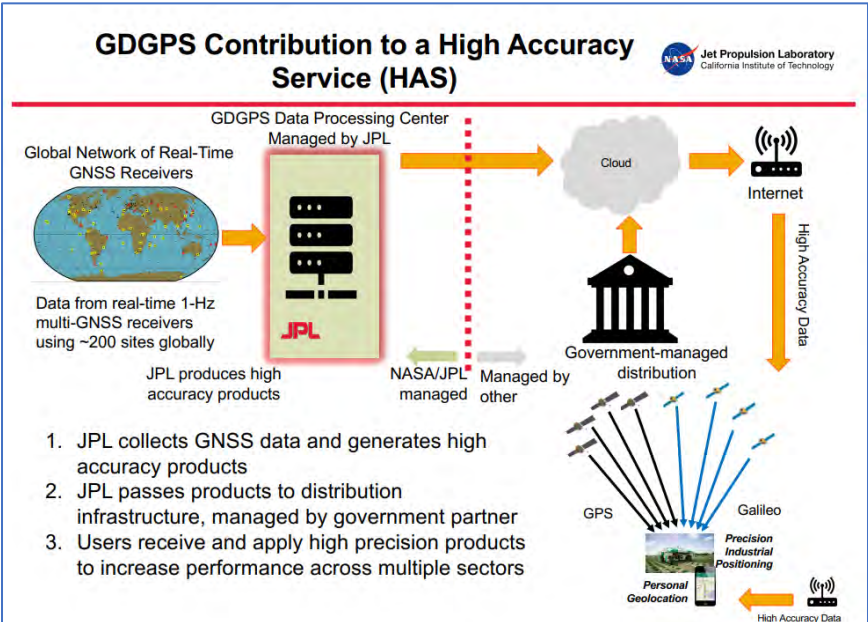 GDGPS Contribution to a High Accuracy
Service (HAS)
NASA
Jet Propulsion Laboratory
California Institute of Technology
GDGPS Data Processing Center
Managed by JPL
Global Network of Real-Time
GNSS Receivers
Cloud
Internet
High Accuracy Data
Data from real-time 1-Hz
multi-GNSS receivers
using ~200 sites globally
JPL
JPL produces high
accuracy products
NASA/JPL
managed
Managed by
other
Government-managed
distribution
1. JPL collects GNSS data and generates high
accuracy products
2. JPL passes products to distribution
infrastructure, managed by government partner
3. Users receive and apply high precision products
to increase performance across multiple sectors
GPS
Galileo
Precision
Industrial
Positioning
Personal
Geolocation
High Accuracy Data